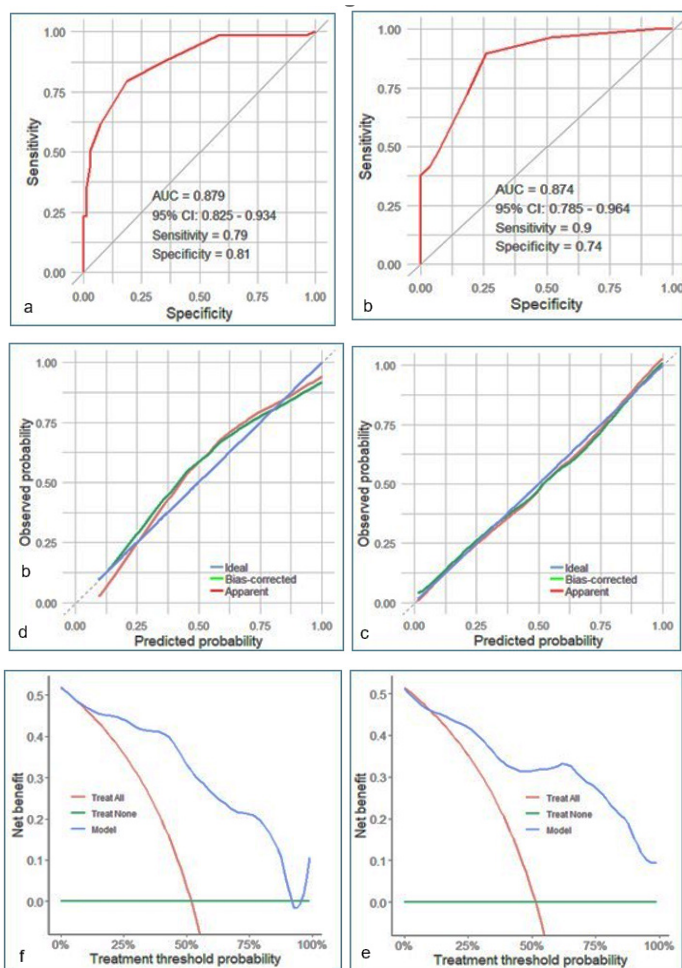 1.00
0.75
0.50
0.25
0.00
Sensitivity
AUC = 0.879
95% CI: 0.825 - 0.934
Sensitivity = 0.79
Specificity = 0.81
0.00 0.25 0.50 0.75 1.00
Specificity
a
1.00
0.75
0.50
0.25
0.00
Sensitivity
AUC = 0.874
95% CI: 0.785 - 0.964
Sensitivity = 0.9
Specificity = 0.74
0.00 0.25 0.50 0.75 1.00
Specificity
b
1.00
0.75
0.50
0.25
0.00
Observed probability
Ideal
Bias-corrected
Apparent
b
0.00 0.25 0.50 0.75 1.00
Predicted probability
d
1.00
0.75
0.50
0.25
0.00
Observed probability
Ideal
Bias-corrected
Apparent
0.00 0.25 0.50 0.75 1.00
Predicted probability
c
0.5
0.4
0.3
0.2
0.1
0.0
Net benefit
Treat All
Treat None
Model
0% 25% 50% 75% 100%
Treatment threshold probability
f
0.5
0.4
0.3
0.2
0.1
0.0
Net benefit
Treat All
Treat None
Model
0% 25% 50% 75% 100%
Treatment threshold probability
e